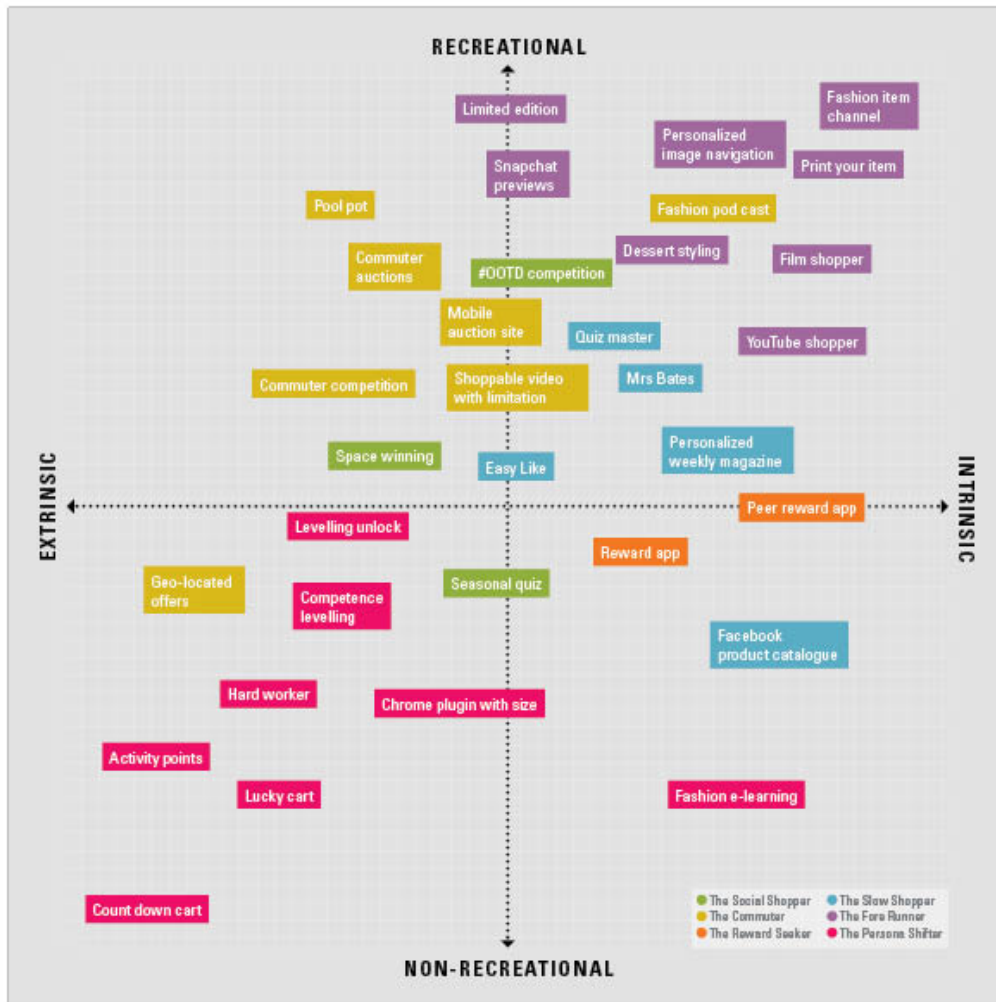 RECREATIONAL
Limited edition
Fashion item
channel
Personalized
image navigation
Print your item
Snapchat
previews
Pool pot
Fashion pod cast
Commuter
auctions
#OOTD competition
Dessert styling
Film shopper
Mobile
auction site
Quiz master
YouTube shopper
Commuter competition
Shoppable video
with limitation
Mrs Bates
Space winning
Easy Like
Personalized
weekly magazine
EXTRINSIC
INTRINSIC
Peer reward app
Levelling unlock
Reward app
Geo-located
offers
Competence
levelling
Seasonal quiz
Facebook
product catalogue
Hard worker
Chrome plugin with size
Activity points
Lucky cart
Fashion e-learning
Count down cart
The Social Shopper
The Slow Shopper
The Commuter
The Fore Runner
The Reward Seeker
The Persona Shifter
NON-RECREATIONAL